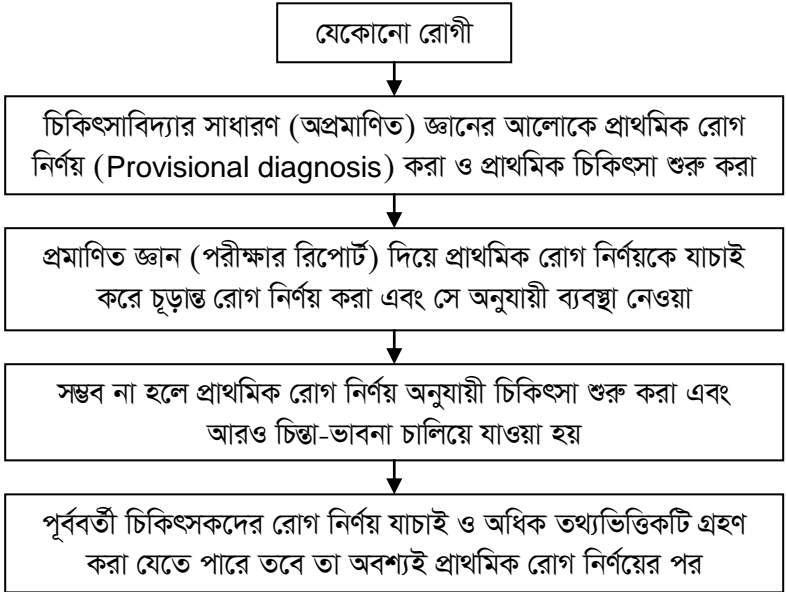 যেকোনো রোগী
চিকিৎসাবিদ্যার সাধারণ (অপ্রমাণিত) জ্ঞানের আলোকে প্রাথমিক রোগ
নির্ণয় (Provisional diagnosis) করা ও প্রাথমিক চিকিৎসা শুরু করা
প্রমাণিত জ্ঞান (পরীক্ষার রিপোর্ট) দিয়ে প্রাথমিক রোগ নির্ণয়কে যাচাই
করে চূড়ান্ত রোগ নির্ণয় করা এবং সে অনুযায়ী ব্যবস্থা নেওয়া
সম্ভব না হলে প্রাথমিক রোগ নির্ণয় অনুযায়ী চিকিৎসা শুরু করা এবং
আরও চিন্তা-ভাবনা চালিয়ে যাওয়া হয়
পূর্ববর্তী চিকিৎসকদের রোগ নির্ণয় যাচাই ও অধিক তথ্যভিত্তিকটি গ্রহণ
করা যেতে পারে তবে তা অবশ্যই প্রাথমিক রোগ নির্ণয়ের পর